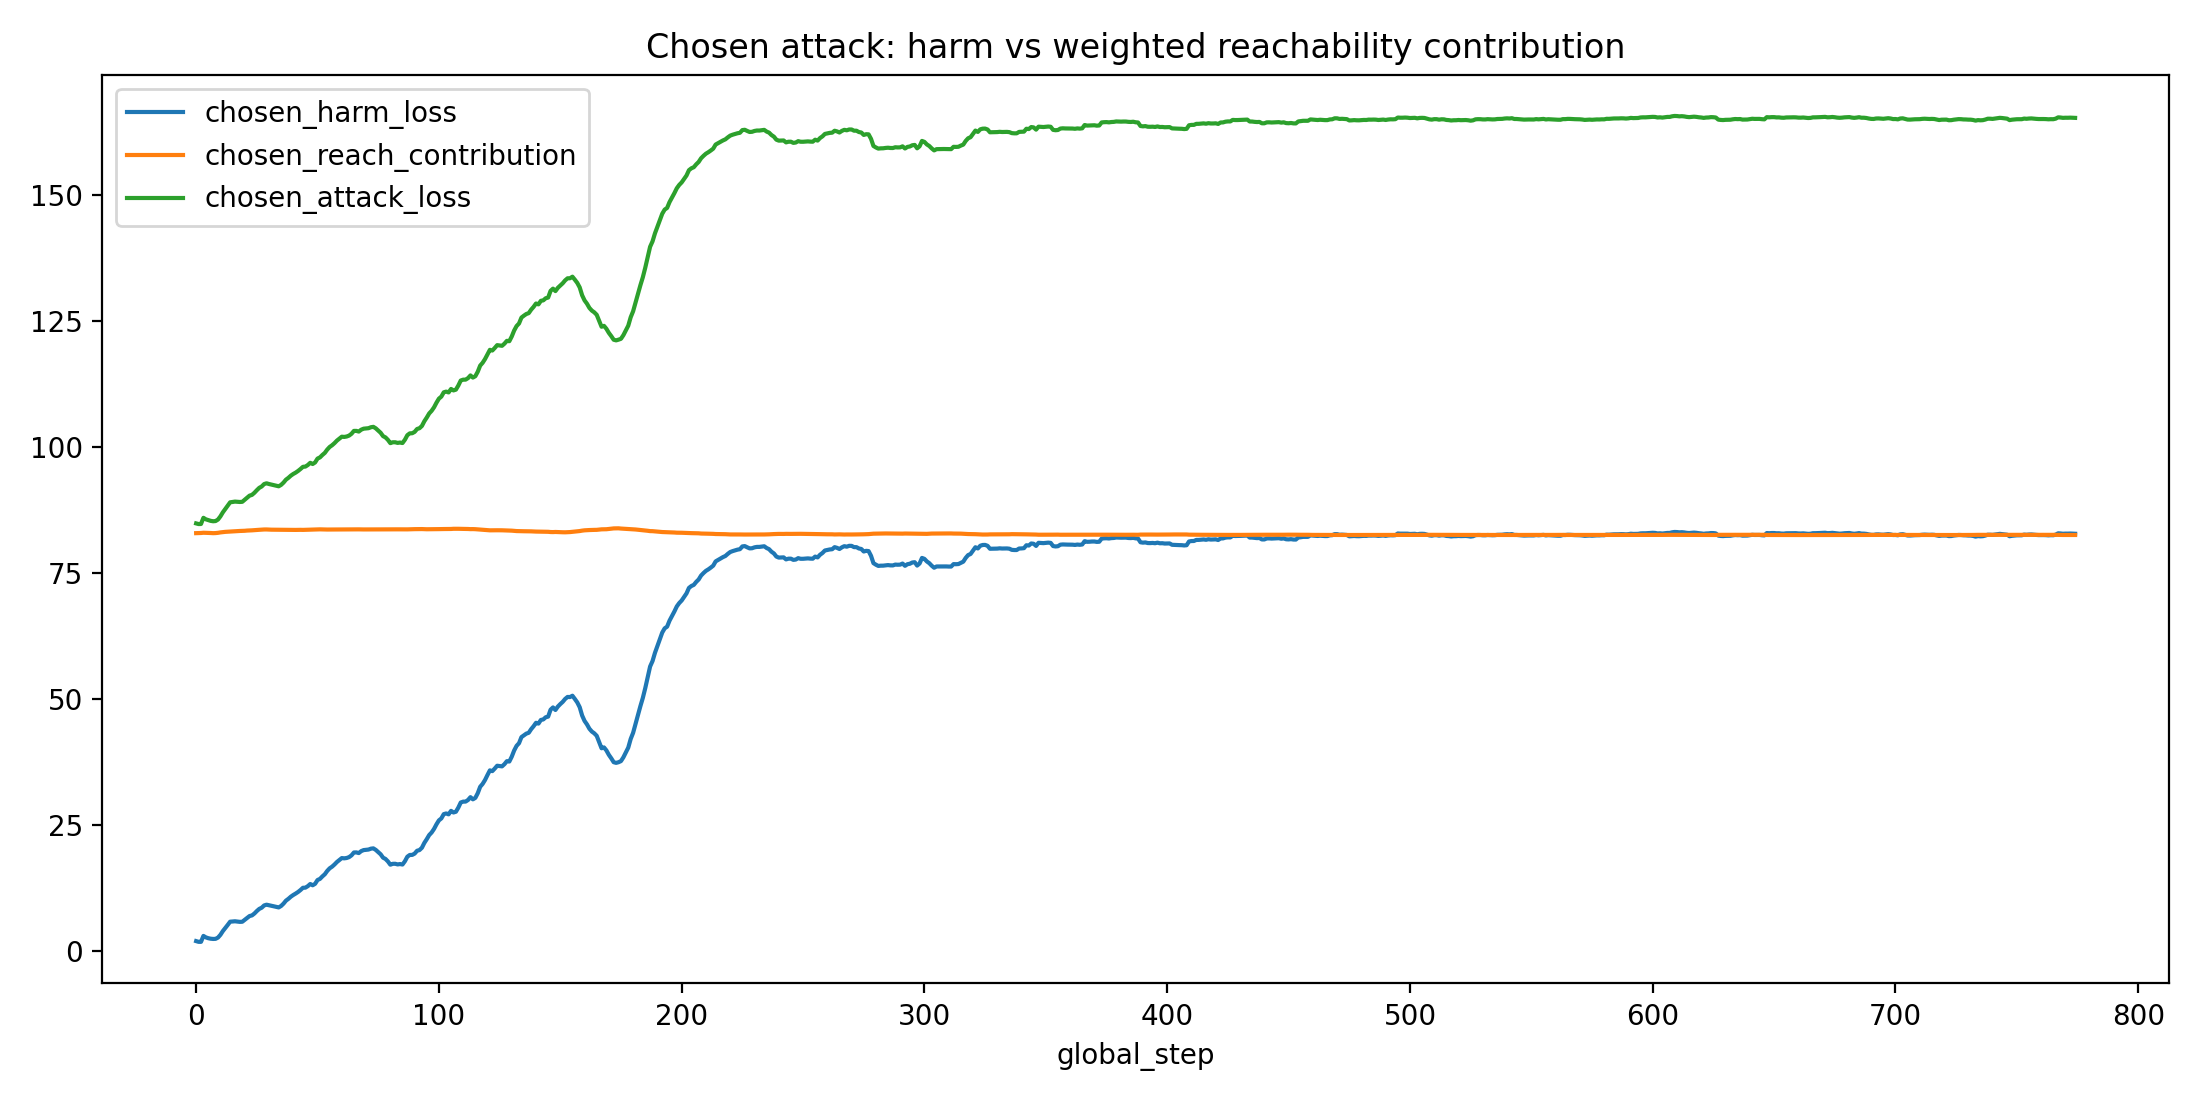 Chosen attack: harm vs weighted reachability contribution
chosen_harm_loss
chosen_reach_contribution
chosen_attack_loss
150
125
100
75
50
25
0
0 100 200 300 400 500 600 700 800
global_step